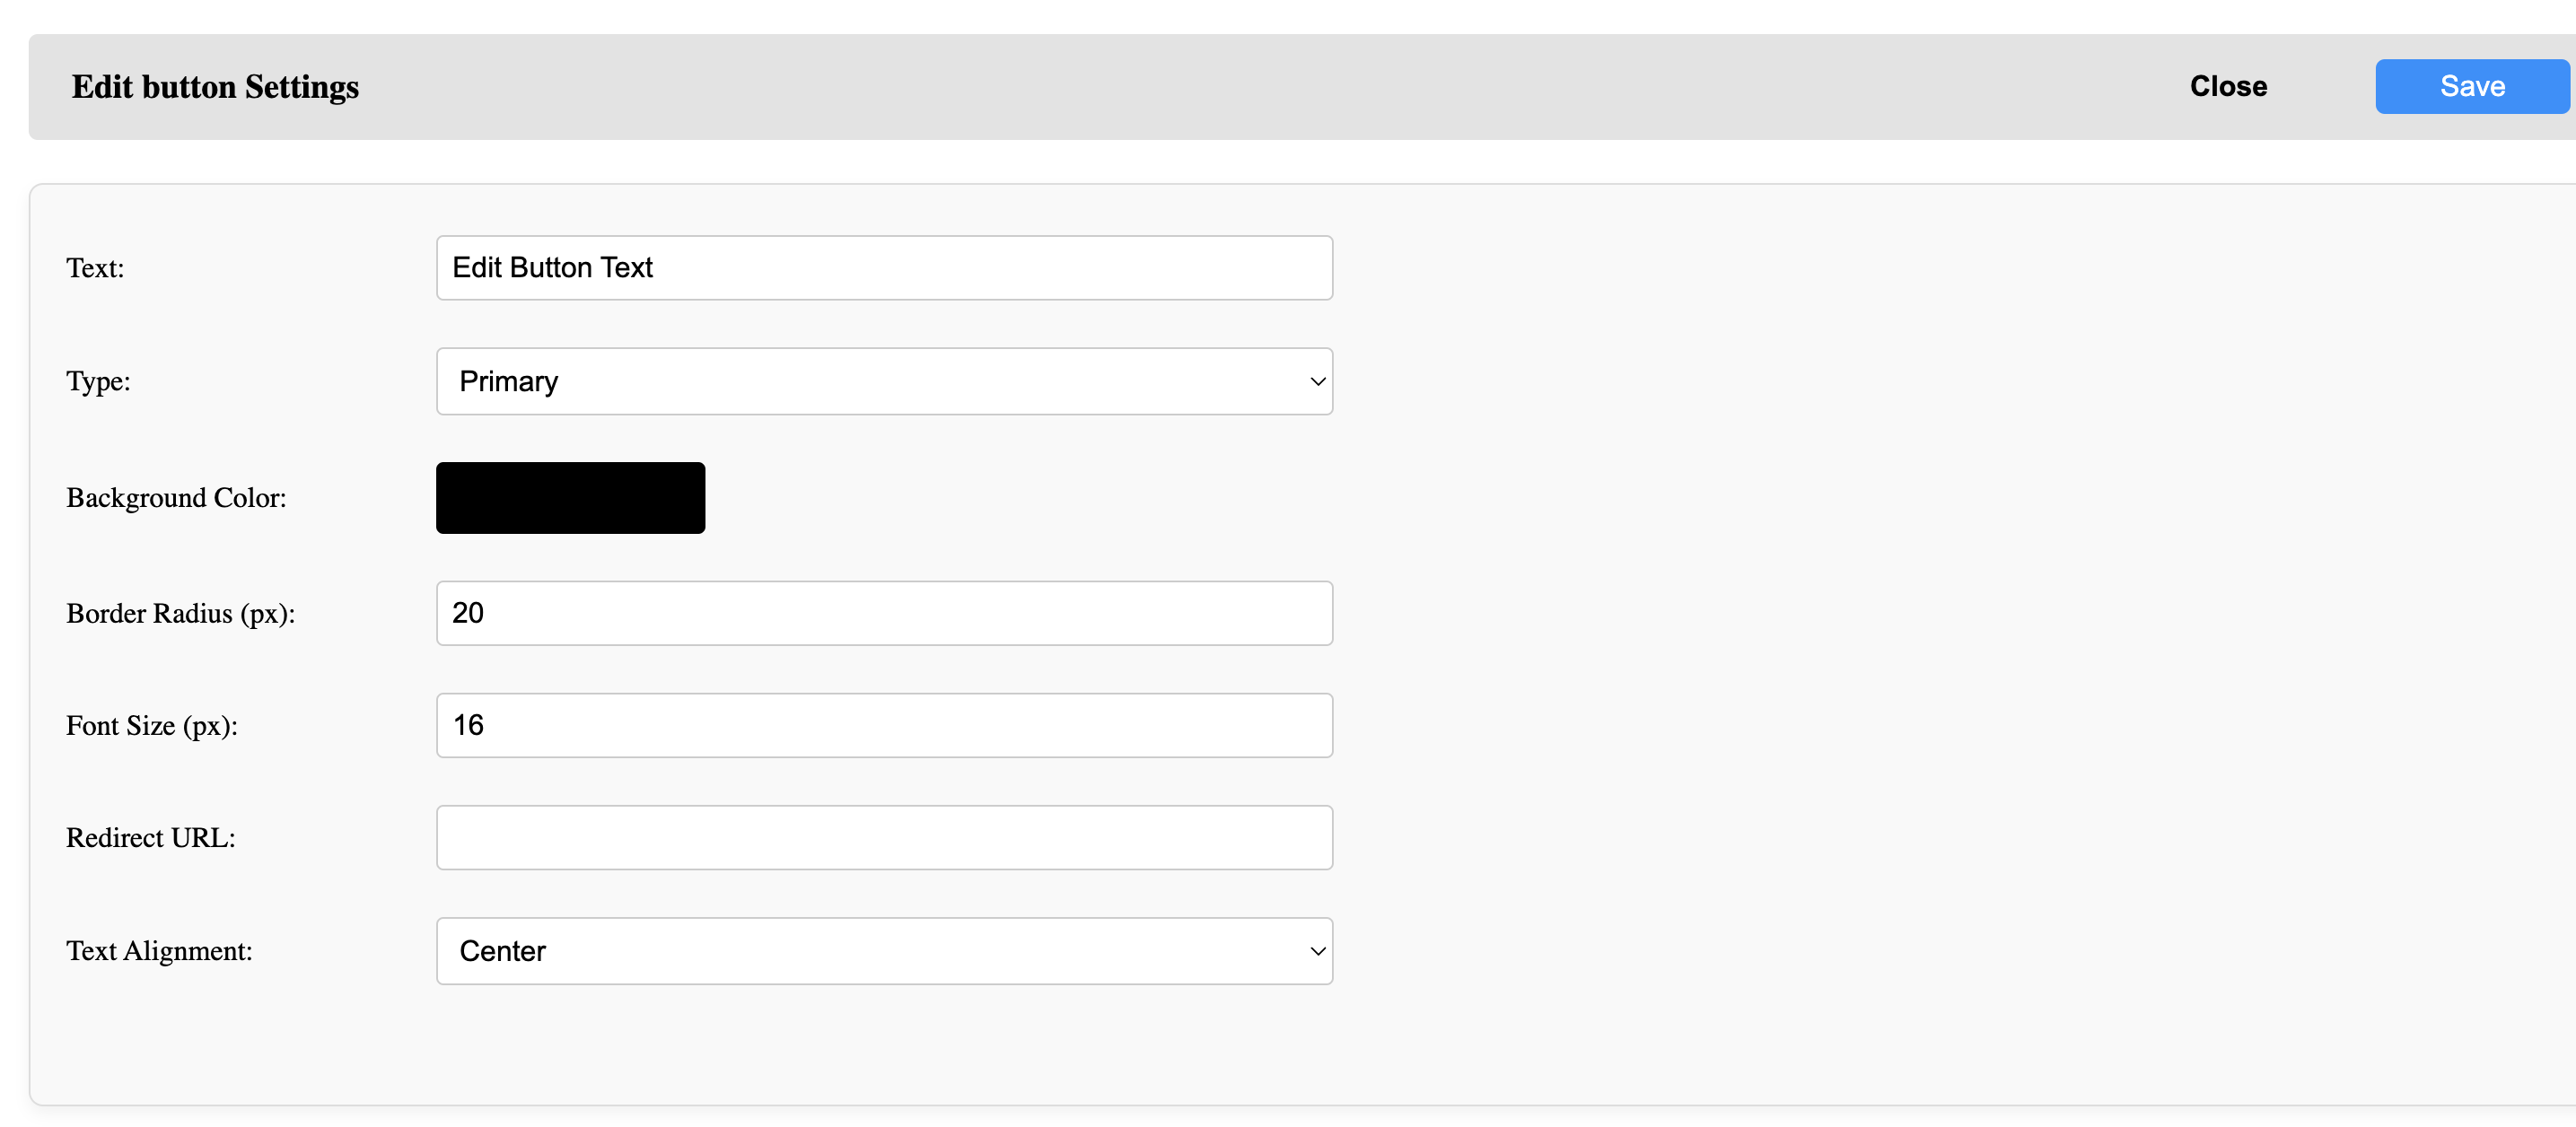 Edit button Settings
Close
Save
Text:
Edit Button Text
Type:
Primary
Background Color:
Border Radius (px):
20
Font Size (px):
16
Redirect URL:
Text Alignment:
Center